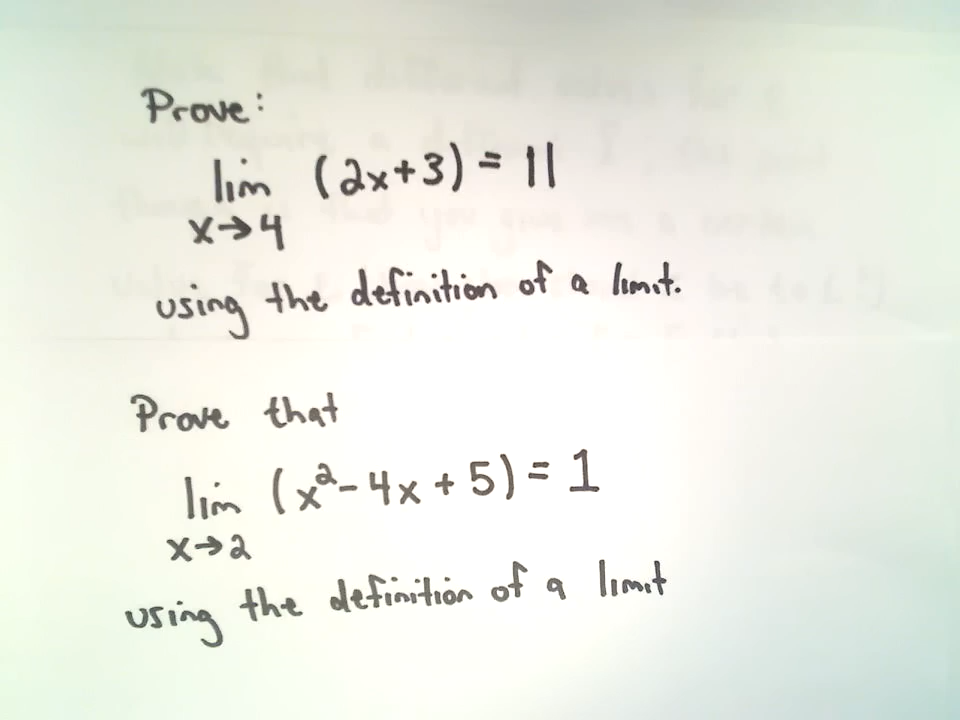 Prove:
lim (2x+3) = 11
x→4
using the definition of a limit.
Prove that
lim (x²- 4x + 5) = 1
x→2
using the definition of a limit